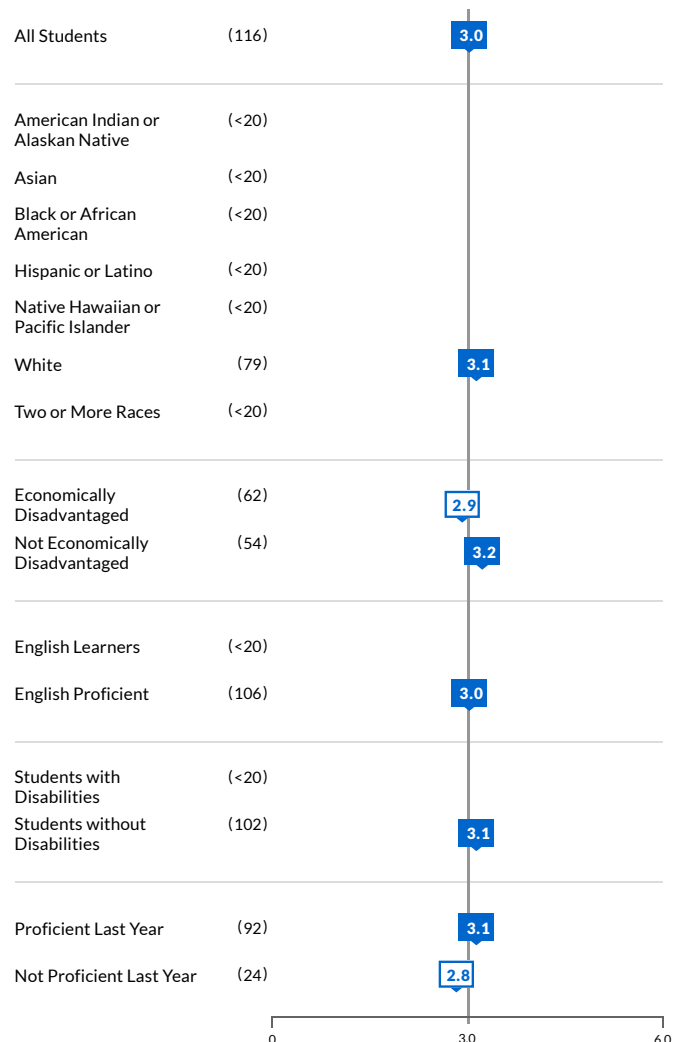 All Students (116) 3.0
American Indian or (<20)
Alaskan Native
Asian (<20)
Black or African (<20)
American
Hispanic or Latino (<20)
Native Hawaiian or (<20)
Pacific Islander
White (79) 3.1
Two or More Races (<20)
Economically (62) 2.9
Disadvantaged
Not Economically (54) 3.2
Disadvantaged
English Learners (<20)
English Proficient (106) 3.0
Students with (<20)
Disabilities
Students without (102) 3.1
Disabilities
Proficient Last Year (92) 3.1
Not Proficient Last Year (24) 2.8
0 3.0 6.0